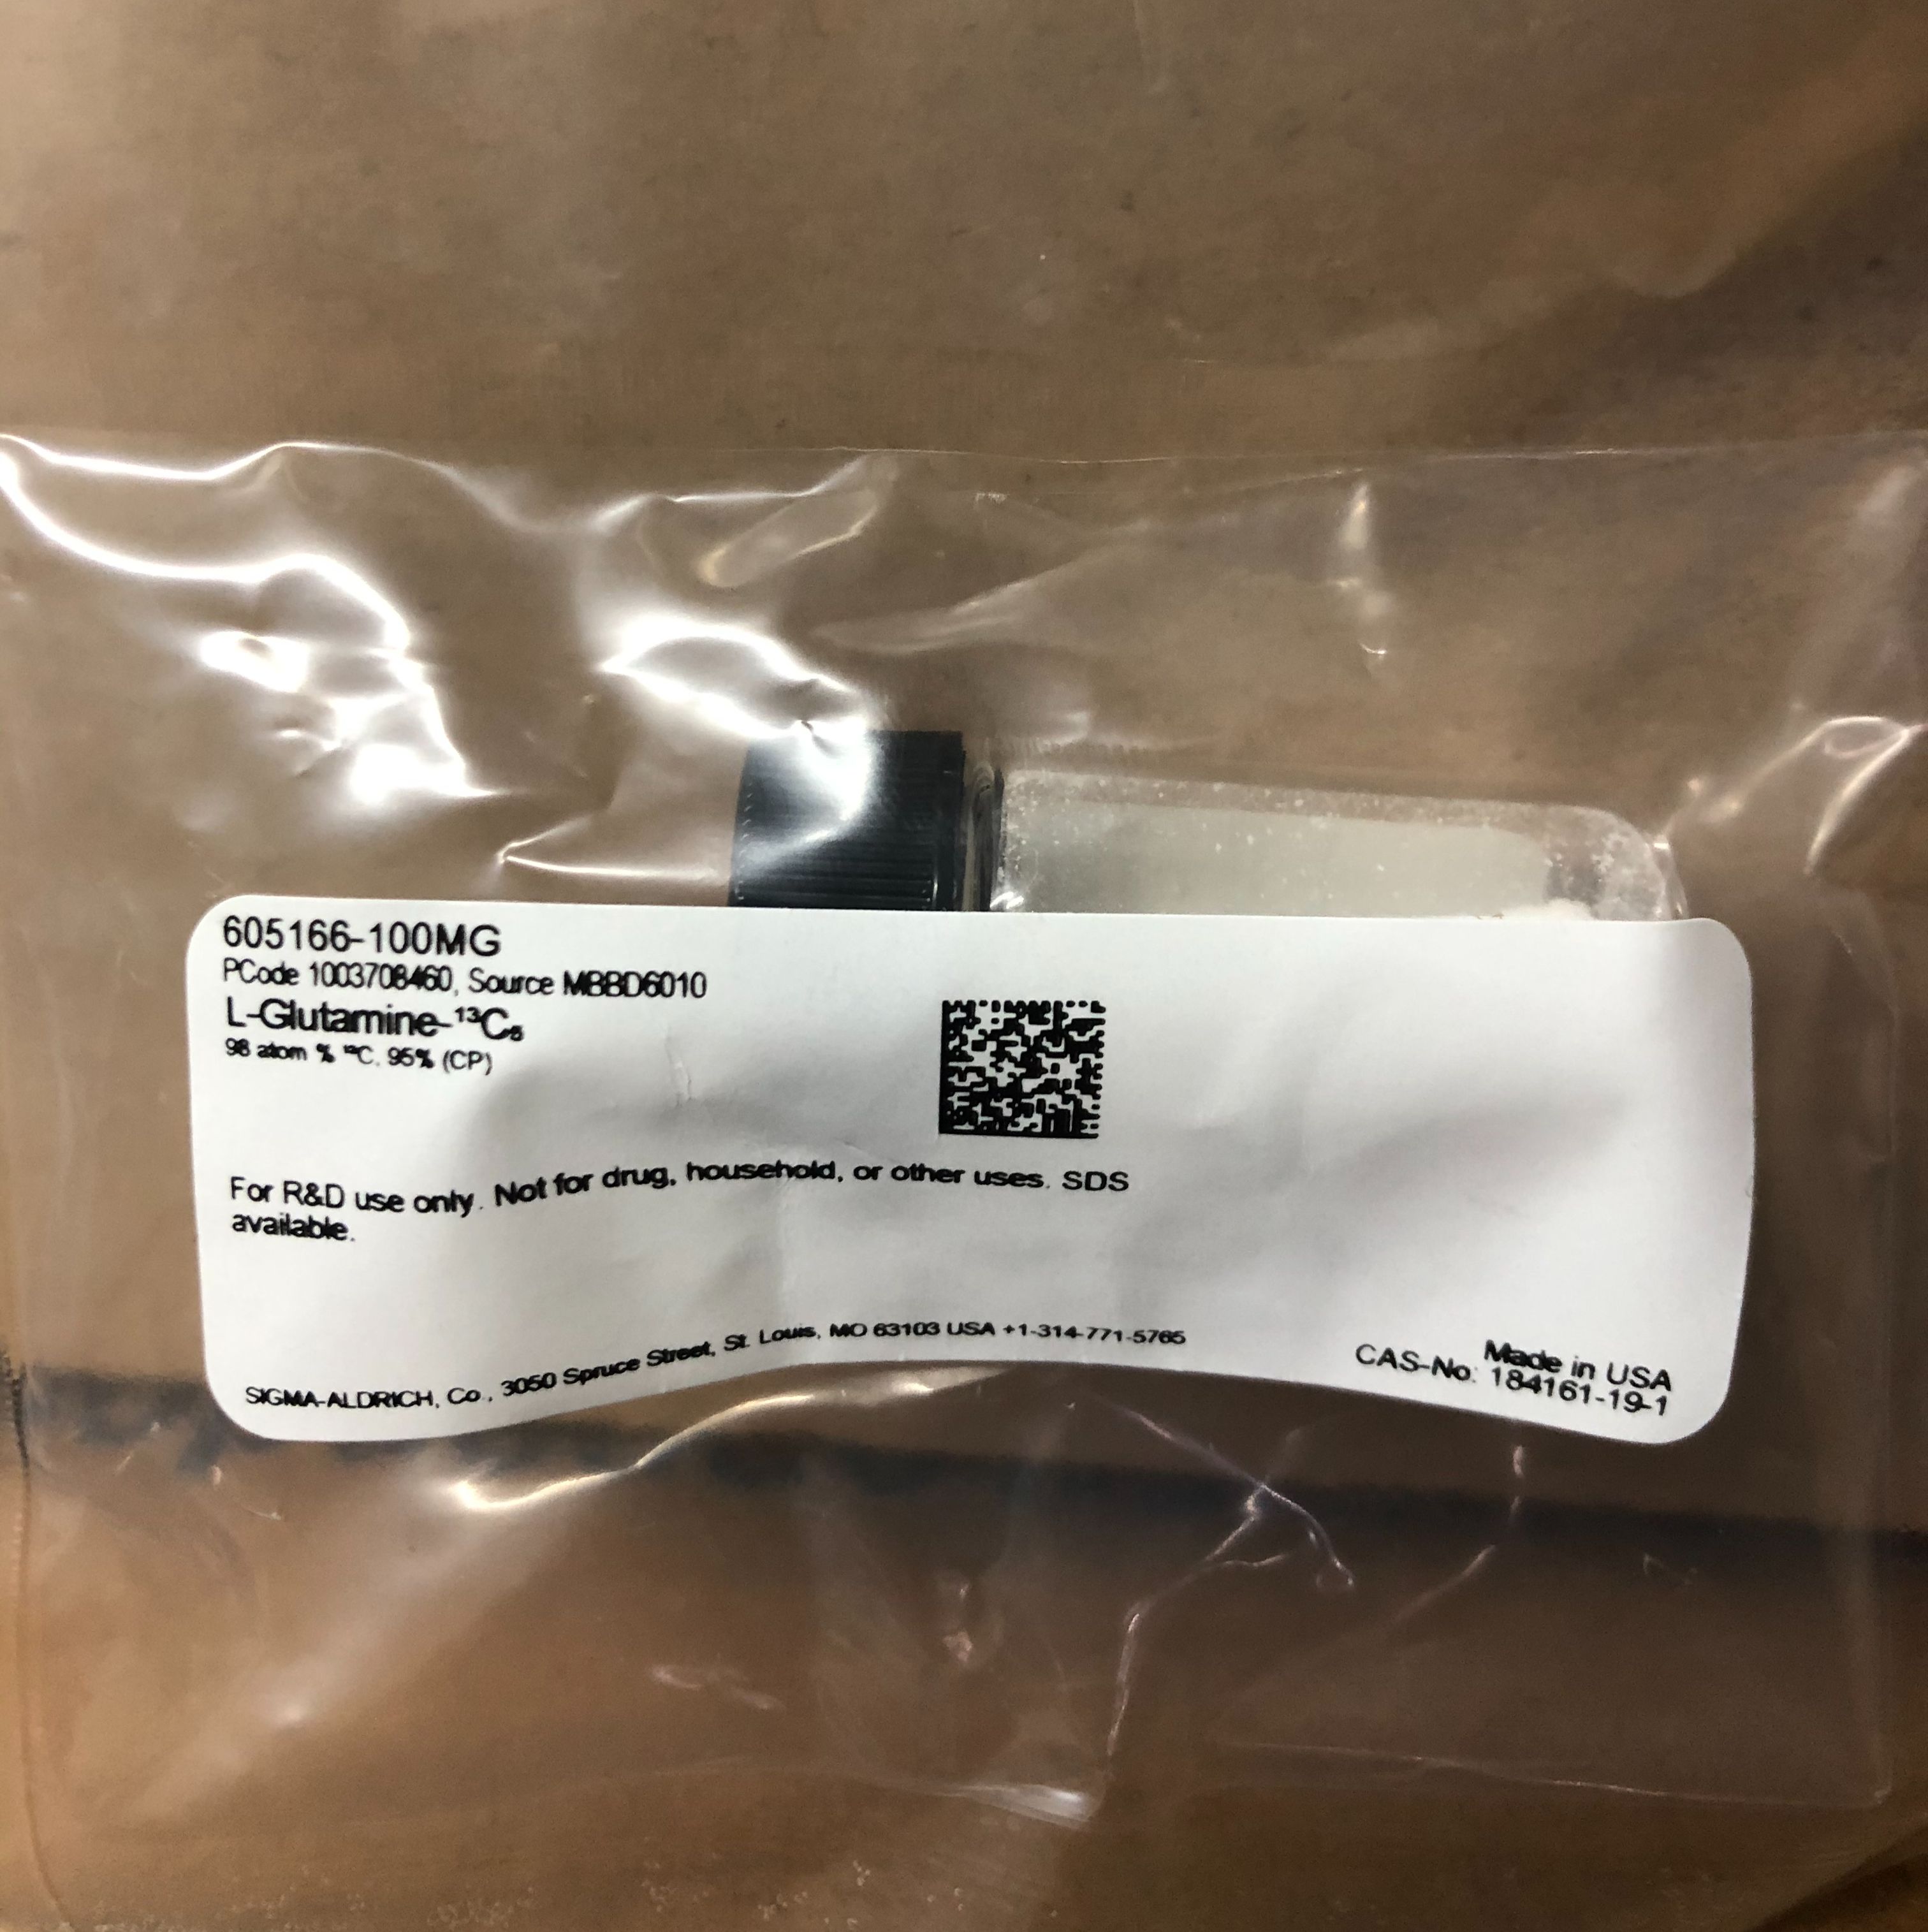 605166-100MG
PCode 1003708460, Source MBBD6010
L-Glutamine-¹³C₅
98 atom % ¹³C, 95% (CP)
For R&D use only. Not for drug, household, or other uses. SDS
available.
SIGMA-ALDRICH, Co., 3050 Spruce Street, St. Louis, MO 63103 USA +1-314-771-5765
Made in USA
CAS-No: 184161-19-1